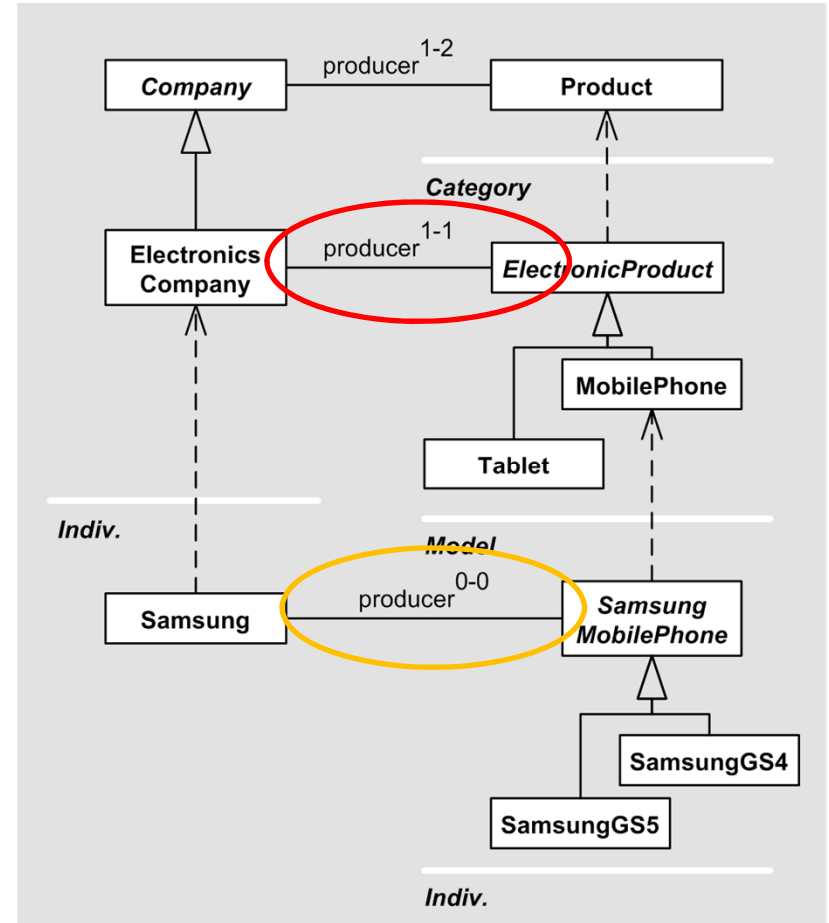 Company
producer
1-2
Product
Category
Electronics
Company
producer
1-1
ElectronicProduct
MobilePhone
Tablet
Indiv.
Model
Samsung
producer
0-0
Samsung
MobilePhone
SamsungGS4
SamsungGS5
Indiv.